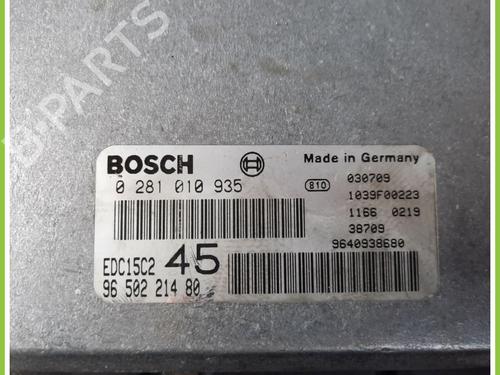 B-PARTS
BOSCH Made in Germany
0 281 010 935 810 030709
1039F00223
1166 0219
38709
9640938680
EDC15C2 45
96 502 214 80